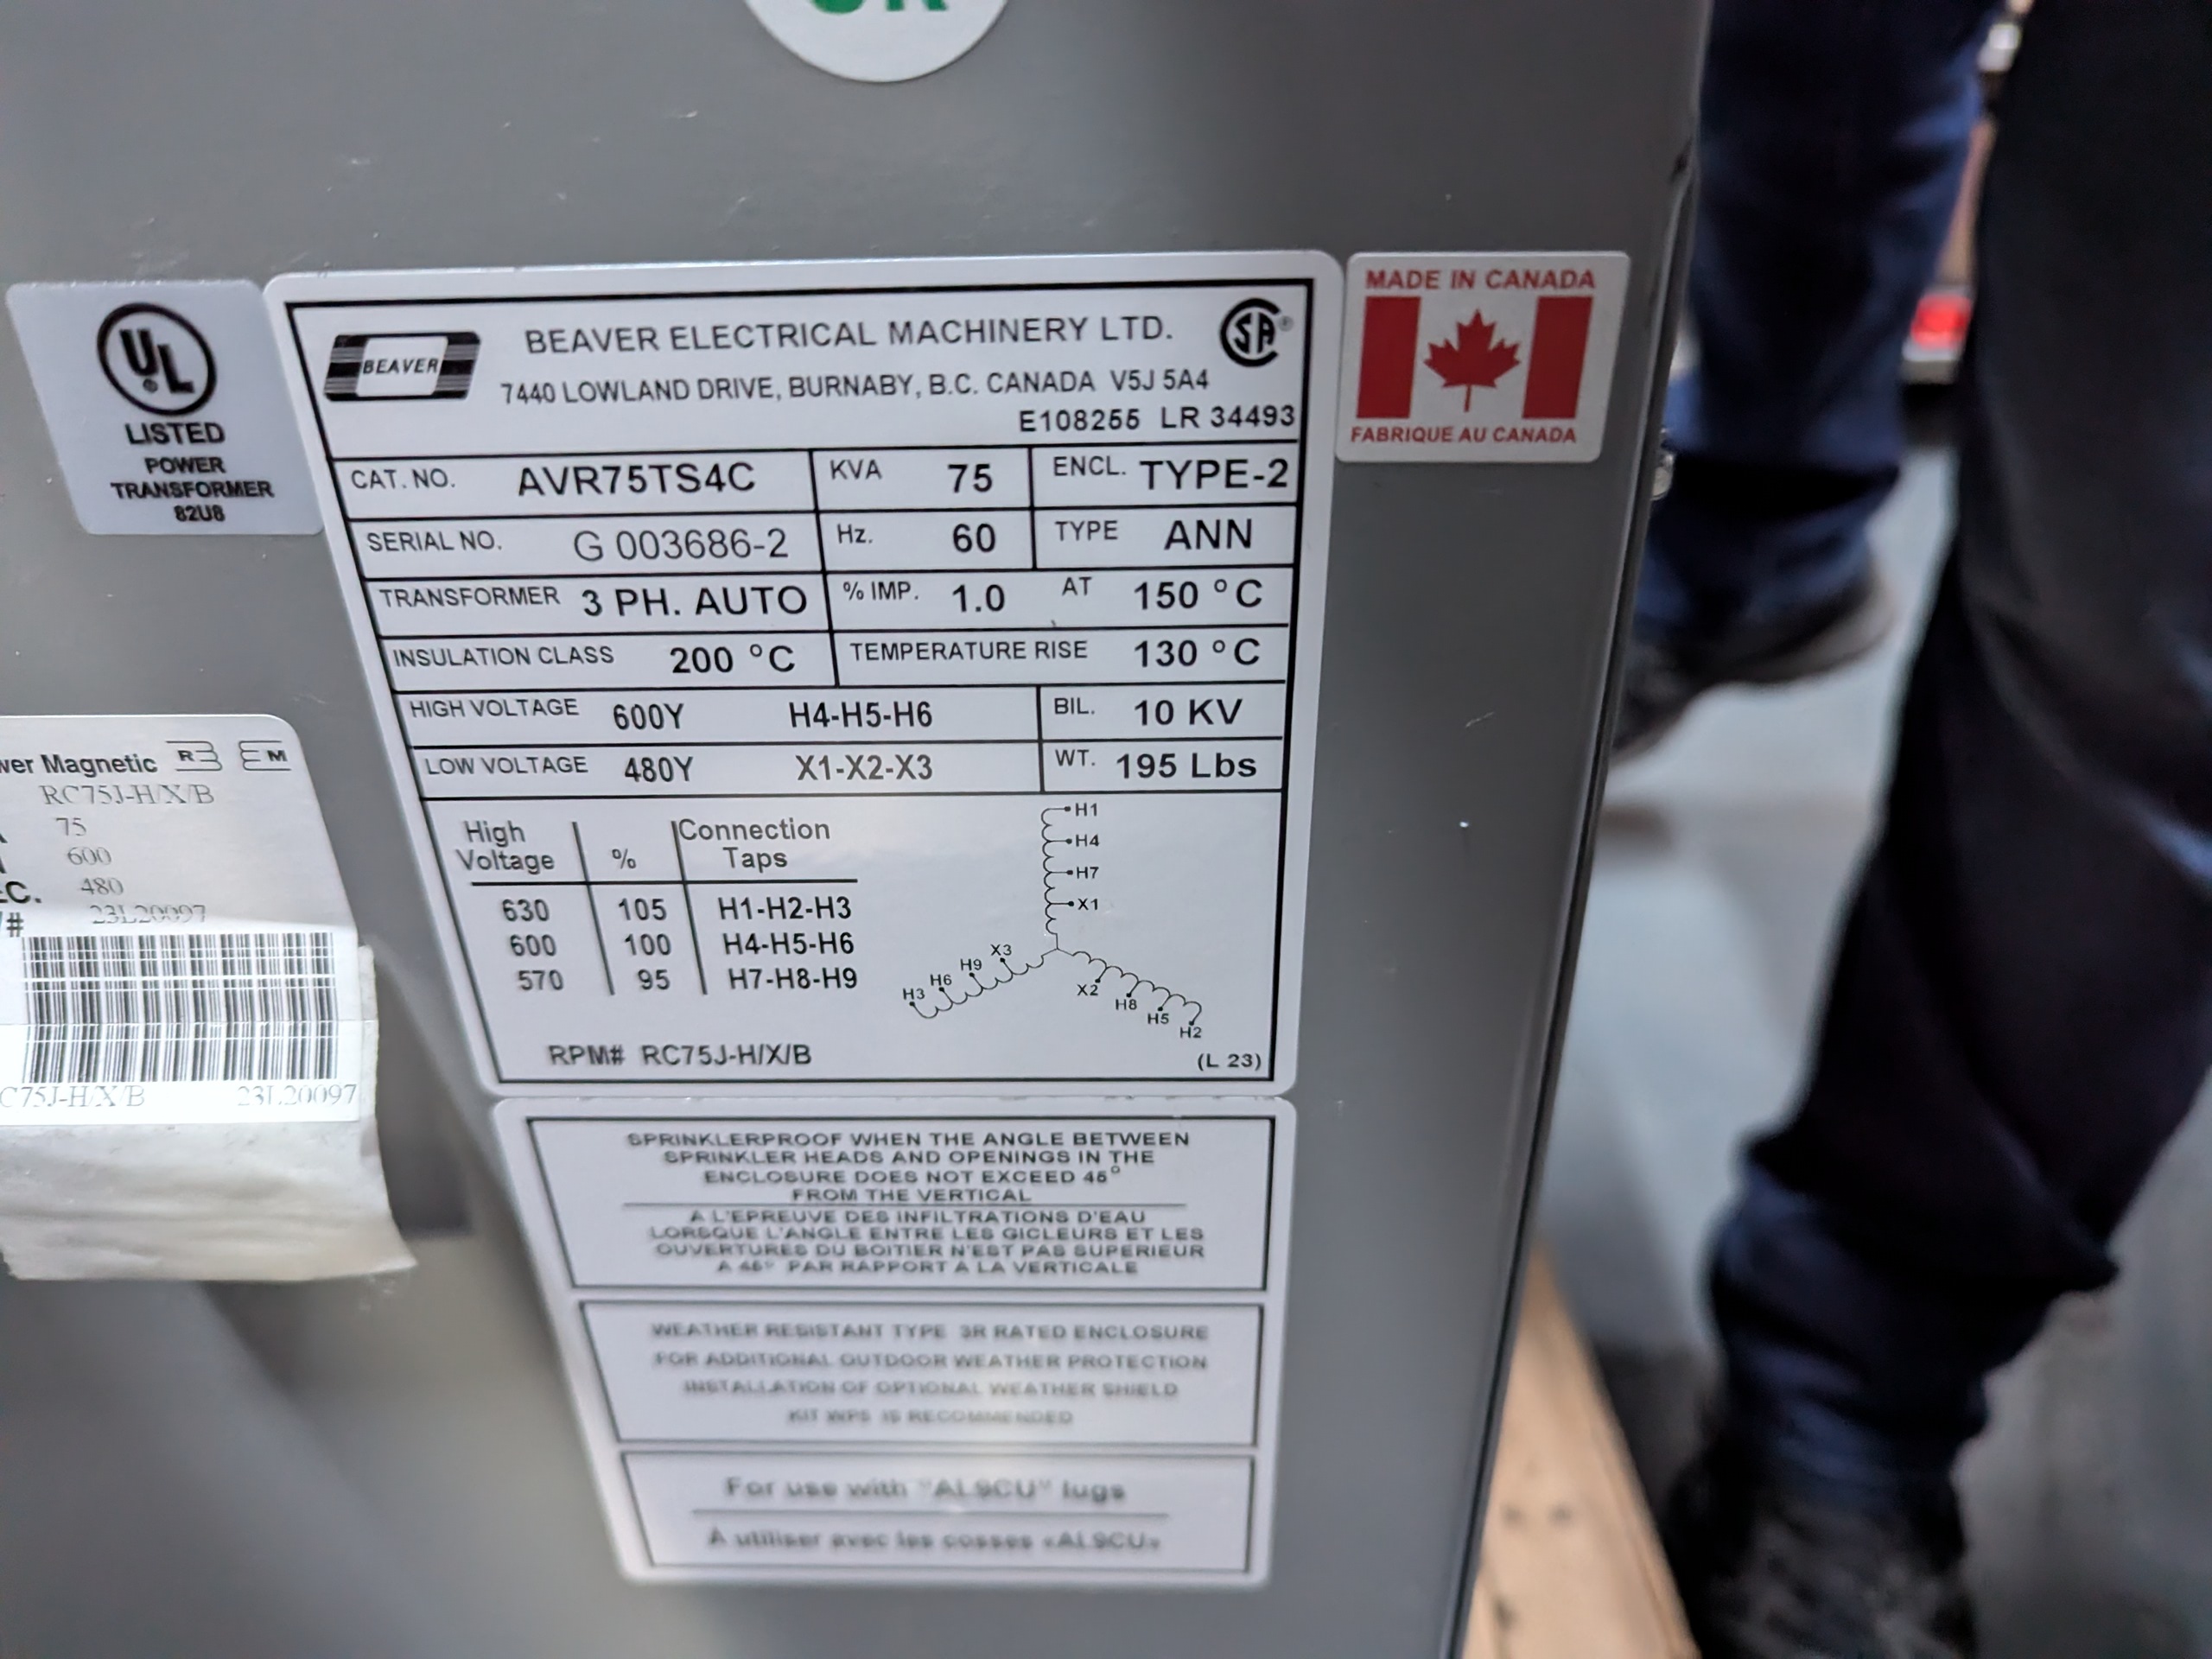 OK
UL
LISTED
POWER
TRANSFORMER
82U8
BEAVER
BEAVER ELECTRICAL MACHINERY LTD.
7440 LOWLAND DRIVE, BURNABY, B.C. CANADA V5J 5A4
E108255 LR 34493
MADE IN CANADA
FABRIQUE AU CANADA
CAT. NO. AVR75TS4C KVA 75 ENCL. TYPE-2
SERIAL NO. G 003686-2 Hz. 60 TYPE ANN
TRANSFORMER 3 PH. AUTO % IMP. 1.0 AT 150 °C
INSULATION CLASS 200 °C TEMPERATURE RISE 130 °C
HIGH VOLTAGE 600Y H4-H5-H6 BIL. 10 KV
LOW VOLTAGE 480Y X1-X2-X3 WT. 195 Lbs
High Voltage % Connection Taps
630 105 H1-H2-H3
600 100 H4-H5-H6
570 95 H7-H8-H9
H1
H4
H7
X1
X3
H9
H6
H3
X2
H8
H5
H2
RPM# RC75J-H/X/B (L 23)
wer Magnetic
RC75J-H/X/B
75
600
EC. 480
# 23L20097
C75J-H/X/B 23L20097
SPRINKLERPROOF WHEN THE ANGLE BETWEEN
SPRINKLER HEADS AND OPENINGS IN THE
ENCLOSURE DOES NOT EXCEED 45°
FROM THE VERTICAL
A L'EPREUVE DES INFILTRATIONS D'EAU
LORSQUE L'ANGLE ENTRE LES GICLEURS ET LES
OUVERTURES DU BOITIER N'EST PAS SUPERIEUR
A 45° PAR RAPPORT A LA VERTICALE
WEATHER RESISTANT TYPE 3R RATED ENCLOSURE
FOR ADDITIONAL OUTDOOR WEATHER PROTECTION
INSTALLATION OF OPTIONAL WEATHER SHIELD
KIT WPS IS RECOMMENDED
For use with "AL9CU" lugs
À utiliser avec les cosses «AL9CU»